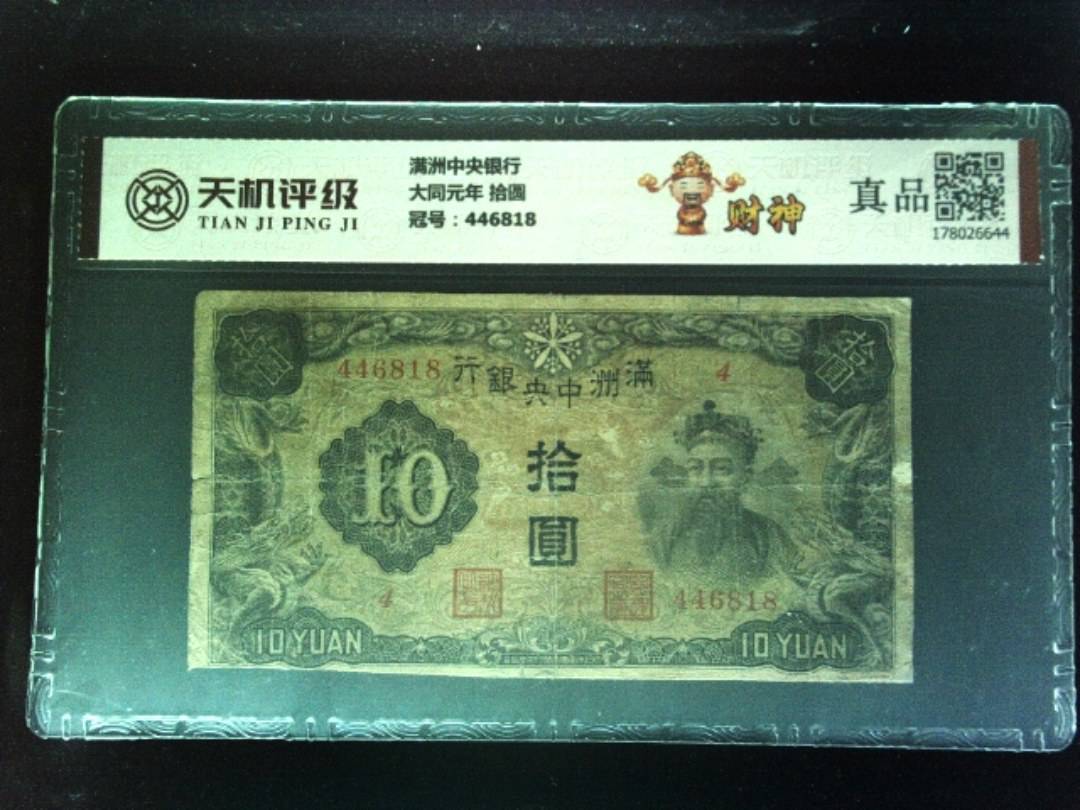 天机评级
TIAN JI PING JI
满洲中央银行
大同元年 拾圆
冠号：446818
财神
真品
178026644
拾圓
446818
行銀央中洲滿
4
拾圓
10
拾
圓
4
446818
10 YUAN
10 YUAN